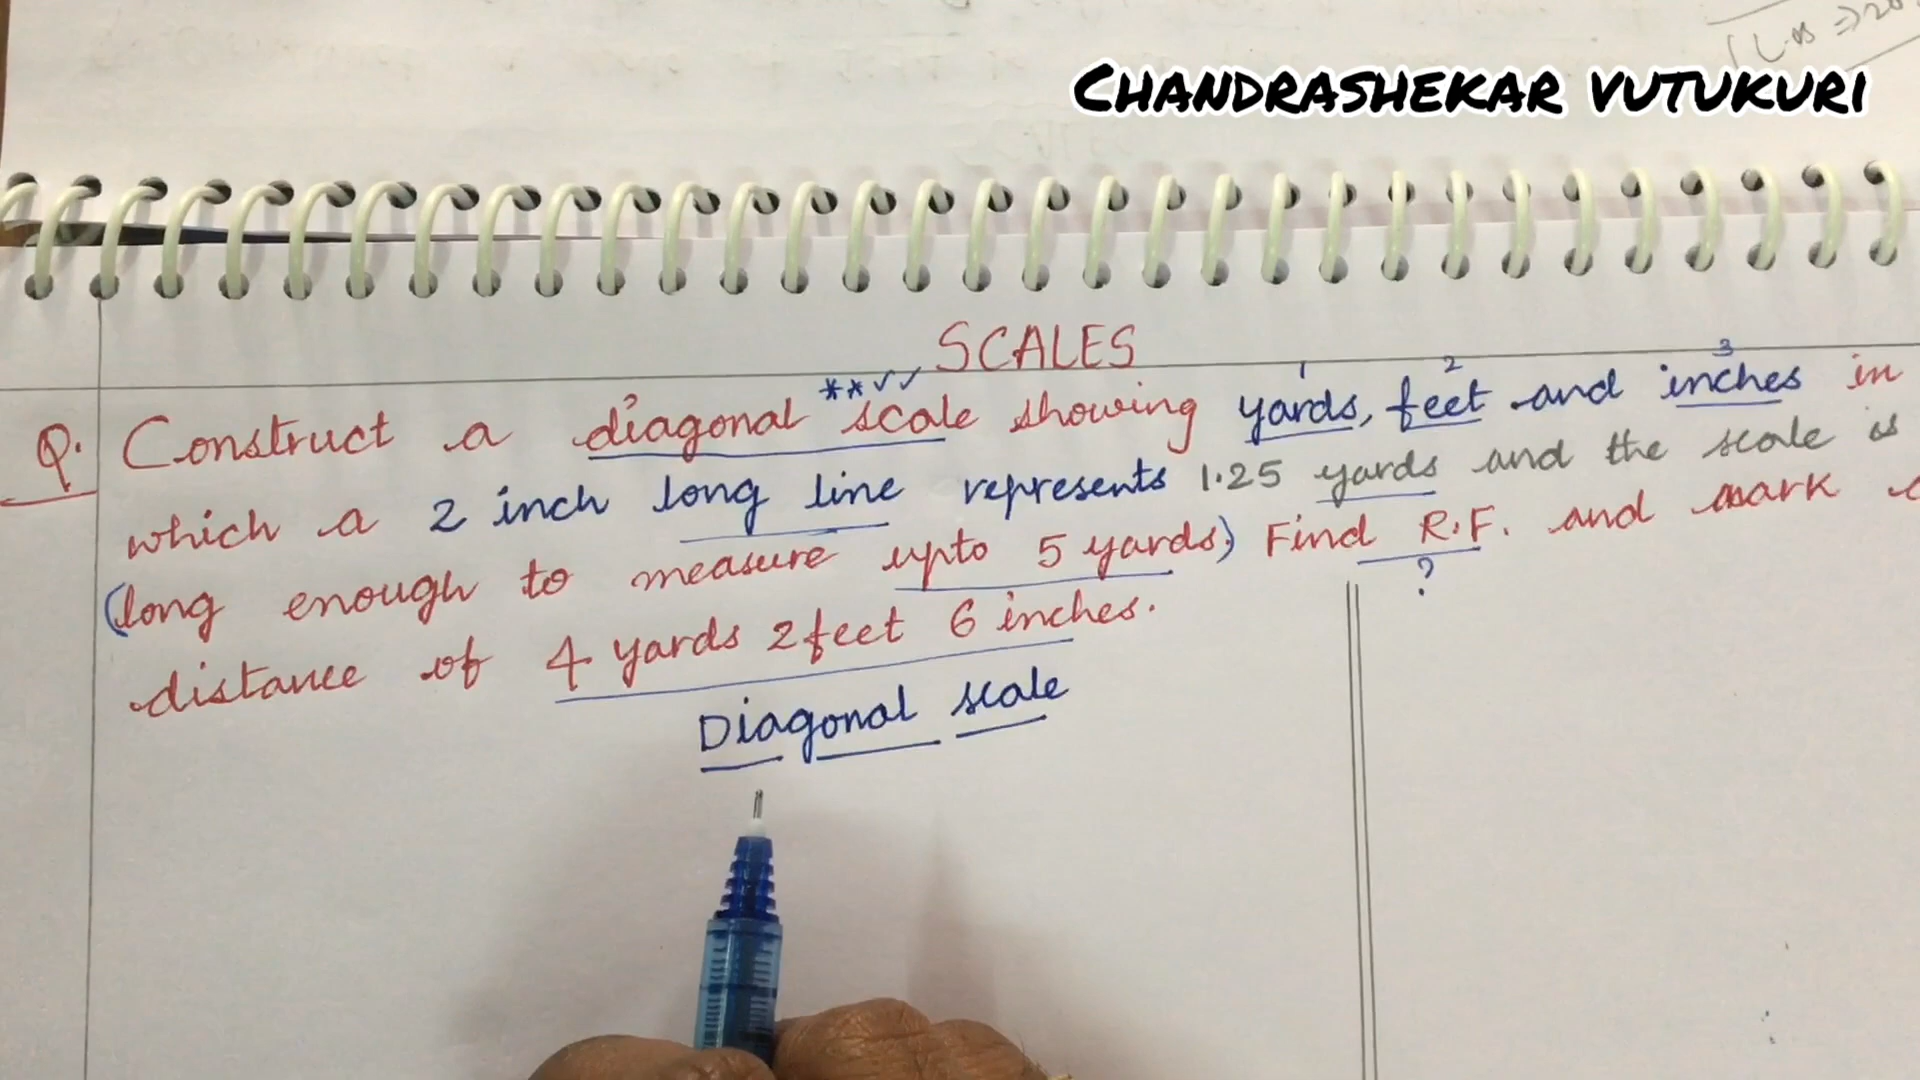 CHANDRASHEKAR VUTUKURI
SCALES
Q. Construct a diagonal scale showing yards, feet and inches in
which a 2 inch long line represents 1.25 yards and the scale is
(long enough to measure upto 5 yards.) Find R.F. and mark a
distance of 4 yards 2 feet 6 inches.
Diagonal scale